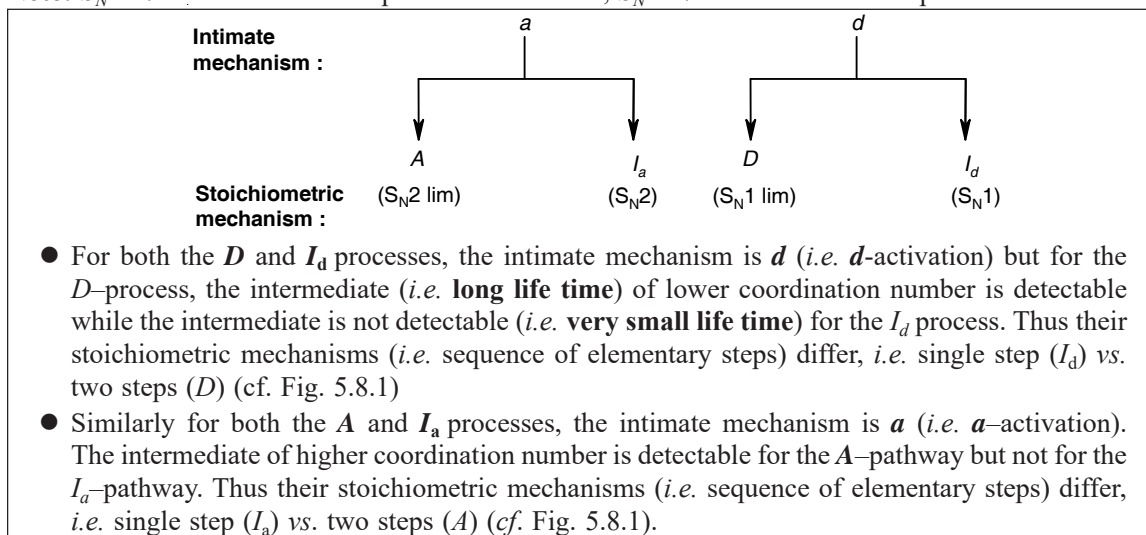 a d
Intimate
mechanism :
A I_a D I_d
Stoichiometric (S_N2 lim) (S_N2) (S_N1 lim) (S_N1)
mechanism :
● For both the D and I_d processes, the intimate mechanism is d (i.e. d-activation) but for the
D–process, the intermediate (i.e. long life time) of lower coordination number is detectable
while the intermediate is not detectable (i.e. very small life time) for the I_d process. Thus their
stoichiometric mechanisms (i.e. sequence of elementary steps) differ, i.e. single step (I_d) vs.
two steps (D) (cf. Fig. 5.8.1)
● Similarly for both the A and I_a processes, the intimate mechanism is a (i.e. a–activation).
The intermediate of higher coordination number is detectable for the A–pathway but not for the
I_a–pathway. Thus their stoichiometric mechanisms (i.e. sequence of elementary steps) differ,
i.e. single step (I_a) vs. two steps (A) (cf. Fig. 5.8.1).